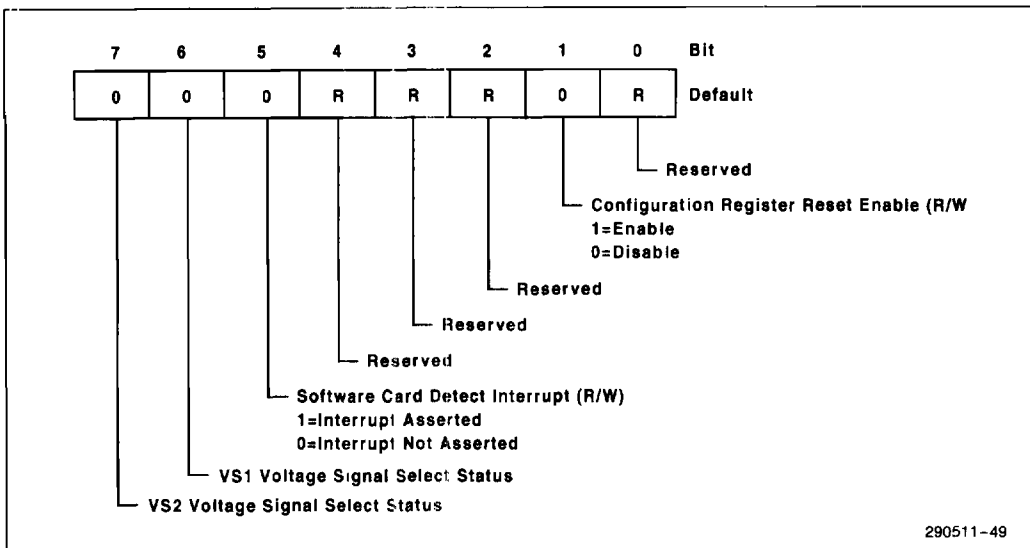 7 6 5 4 3 2 1 0 Bit
0 0 0 R R R 0 R Default
Reserved
Configuration Register Reset Enable (R/W
1=Enable
0=Disable
Reserved
Reserved
Reserved
Software Card Detect Interrupt (R/W)
1=Interrupt Asserted
0=Interrupt Not Asserted
VS1 Voltage Signal Select Status
VS2 Voltage Signal Select Status
290511-49